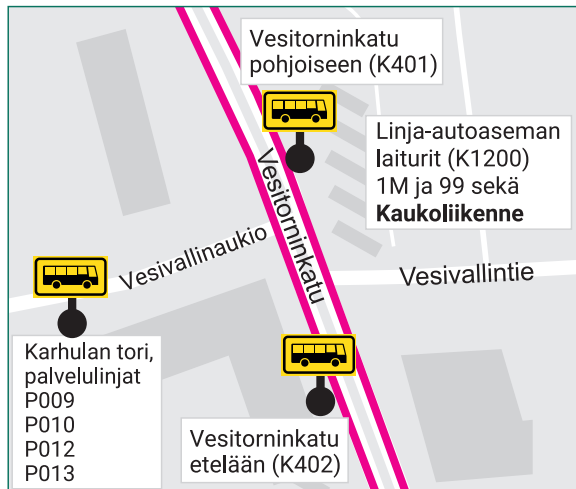 Vesitorninkatu
pohjoiseen (K401)
Linja-autoaseman
laiturit (K1200)
1M ja 99 sekä
Kaukoliikenne
Vesitorninkatu
Vesivallinaukio
Vesivallintie
Karhulan tori,
palvelulinjat
P009
P010
P012
P013
Vesitorninkatu
etelään (K402)